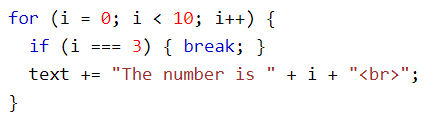 for (i = 0; i < 10; i++) {
  if (i === 3) { break; }
  text += "The number is " + i + "<br>";
}